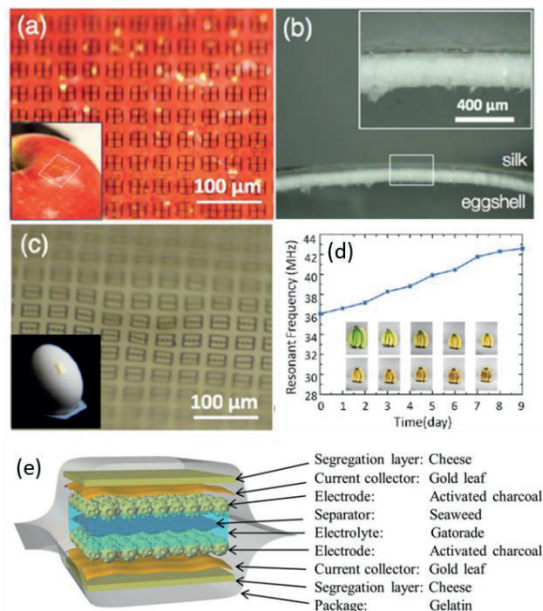 (a)
100 μm
(b)
400 μm
silk
eggshell
(c)
100 μm
(d)
Resonant Frequency (MHz)
44
42
40
38
36
34
32
30
28
0 1 2 3 4 5 6 7 8 9
Time(day)
(e)
Segregation layer: Cheese
Current collector: Gold leaf
Electrode: Activated charcoal
Separator: Seaweed
Electrolyte: Gatorade
Electrode: Activated charcoal
Current collector: Gold leaf
Segregation layer: Cheese
Package: Gelatin